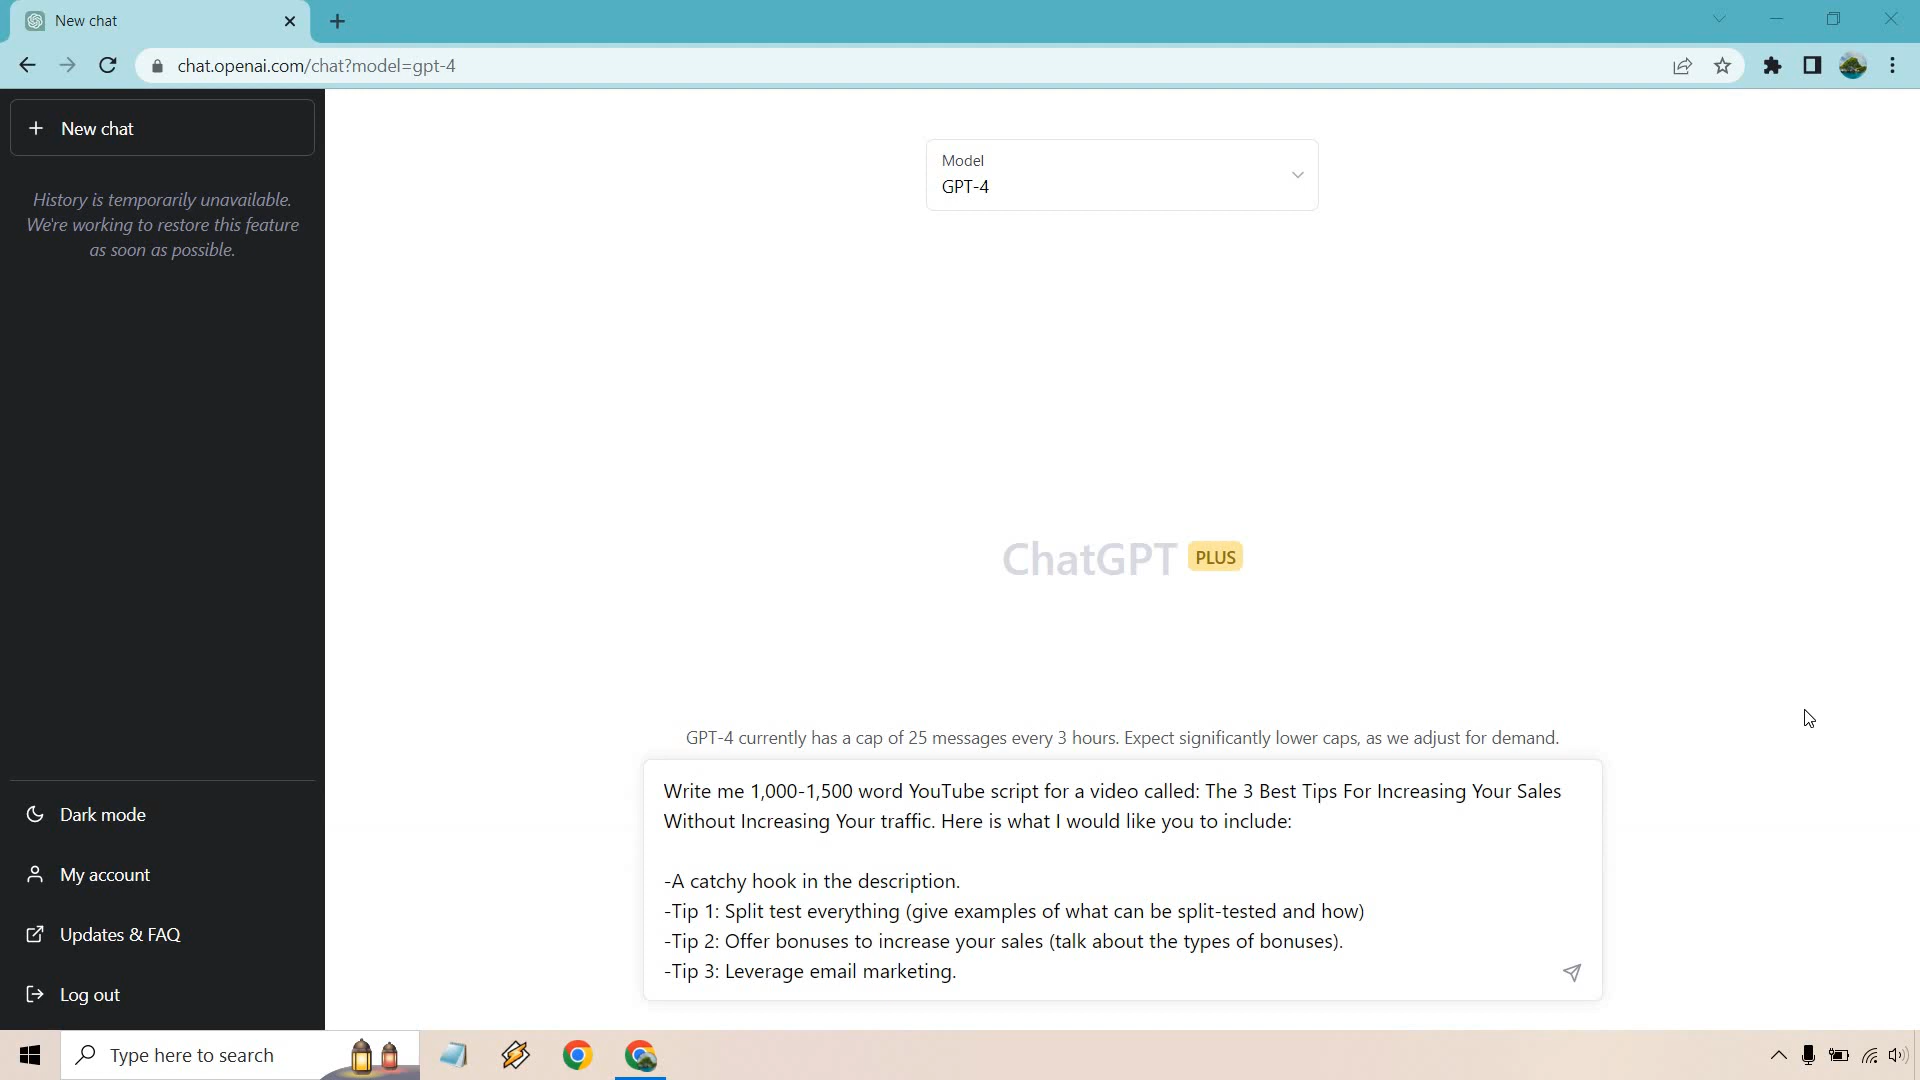 New chat
chat.openai.com/chat?model=gpt-4
New chat
History is temporarily unavailable.
We're working to restore this feature
as soon as possible.
Model
GPT-4
ChatGPT PLUS
GPT-4 currently has a cap of 25 messages every 3 hours. Expect significantly lower caps, as we adjust for demand.
Write me 1,000-1,500 word YouTube script for a video called: The 3 Best Tips For Increasing Your Sales
Without Increasing Your traffic. Here is what I would like you to include:
-A catchy hook in the description.
-Tip 1: Split test everything (give examples of what can be split-tested and how)
-Tip 2: Offer bonuses to increase your sales (talk about the types of bonuses).
-Tip 3: Leverage email marketing.
Dark mode
My account
Updates & FAQ
Log out
Type here to search